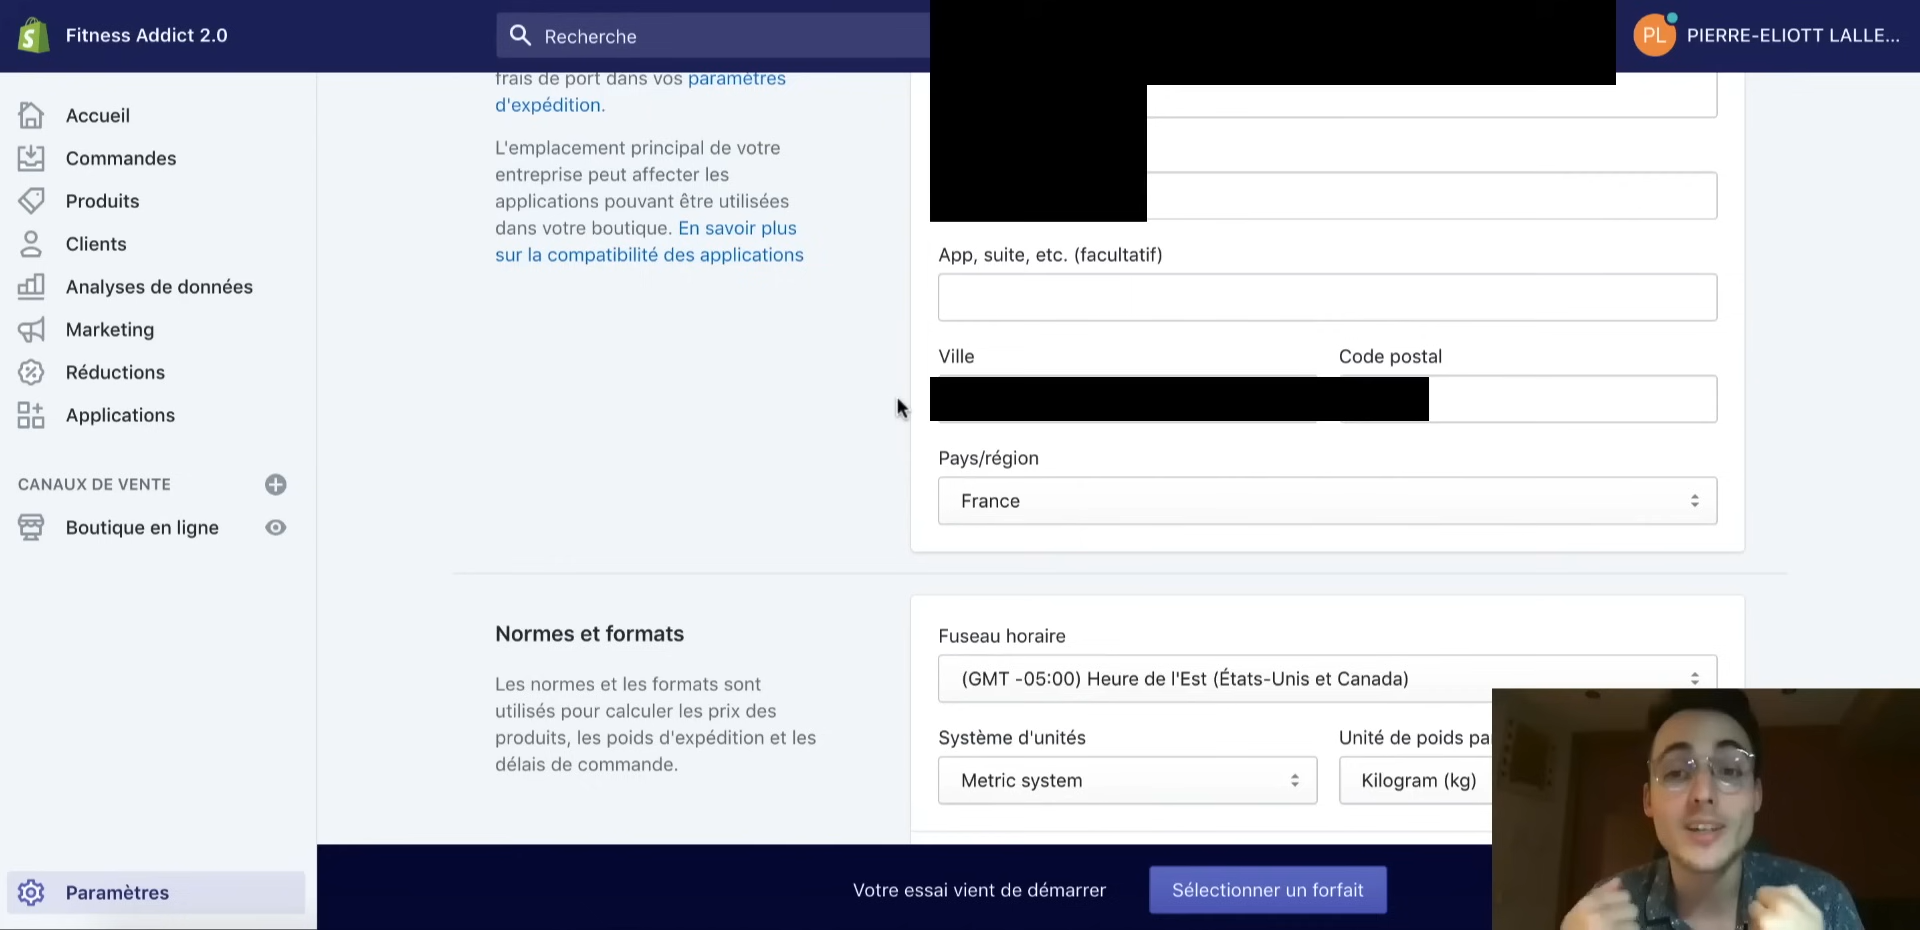 Fitness Addict 2.0
Recherche
PL PIERRE-ELIOTT LALLE...
Accueil
Commandes
Produits
Clients
Analyses de données
Marketing
Réductions
Applications
CANAUX DE VENTE
Boutique en ligne
Paramètres
frais de port dans vos paramètres
d'expédition.
L'emplacement principal de votre
entreprise peut affecter les
applications pouvant être utilisées
dans votre boutique. En savoir plus
sur la compatibilité des applications
App, suite, etc. (facultatif)
Ville
Code postal
Pays/région
France
Normes et formats
Les normes et les formats sont
utilisés pour calculer les prix des
produits, les poids d'expédition et les
délais de commande.
Fuseau horaire
(GMT -05:00) Heure de l'Est (États-Unis et Canada)
Système d'unités
Unité de poids pa
Metric system
Kilogram (kg)
Votre essai vient de démarrer
Sélectionner un forfait